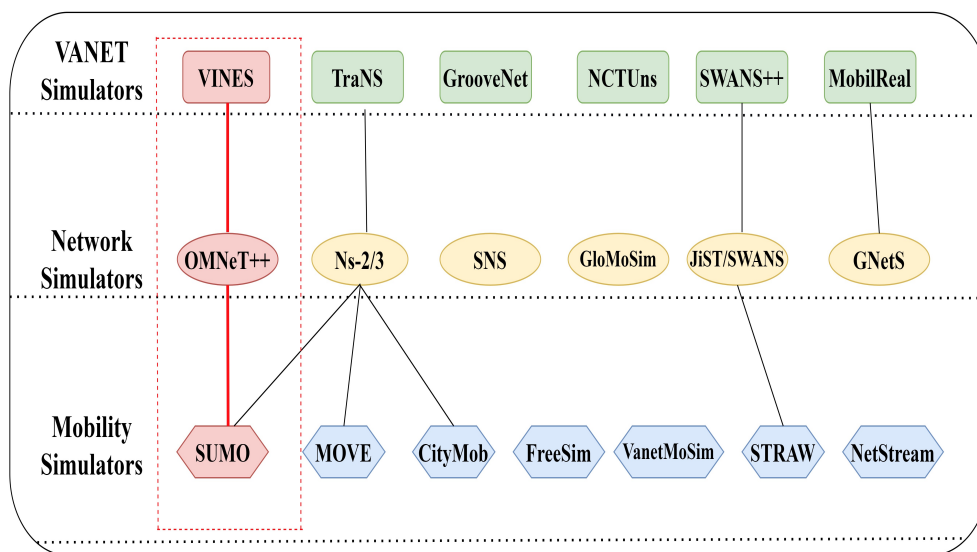 VANET
Simulators
VINES
TraNS
GrooveNet
NCTUns
SWANS++
MobilReal
Network
Simulators
OMNeT++
Ns-2/3
SNS
GloMoSim
JiST/SWANS
GNetS
Mobility
Simulators
SUMO
MOVE
CityMob
FreeSim
VanetMoSim
STRAW
NetStream